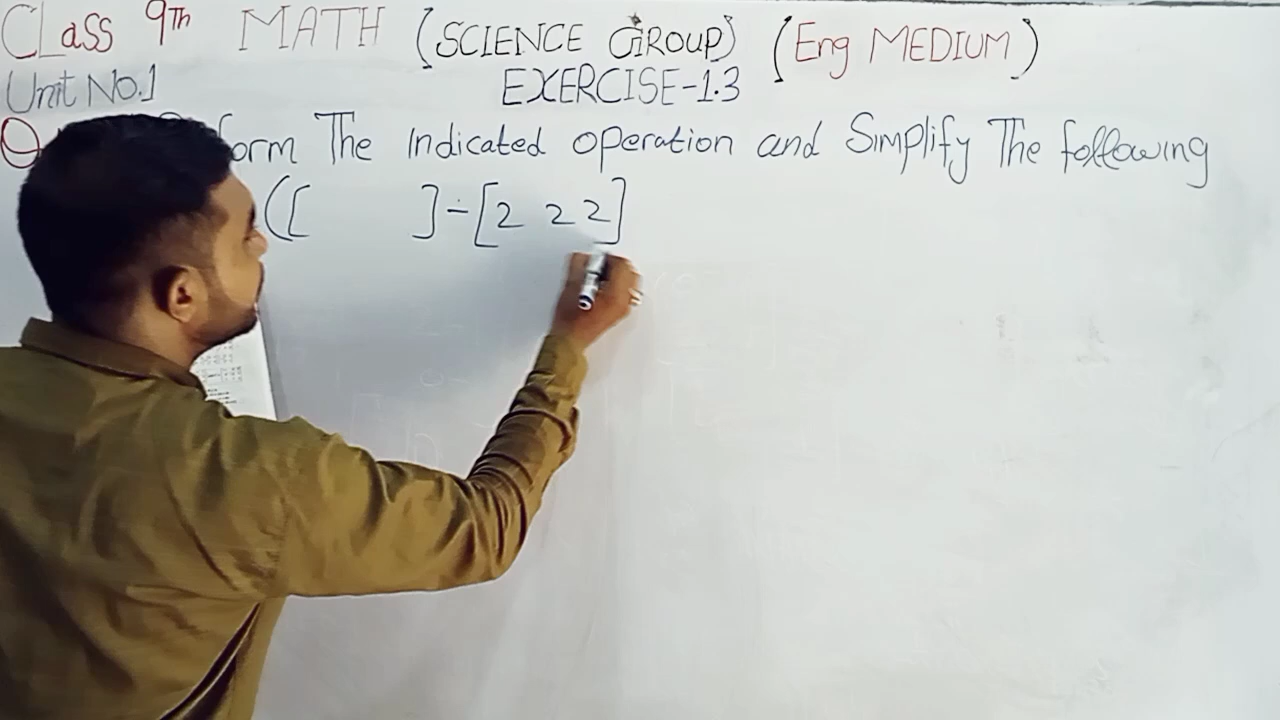 CLass 9Th MATH (SCIENCE GROUP) (Eng MEDIUM)
Unit No.1 EXERCISE-1.3
The Indicated operation and Simplify The following
([ ] - [2 2 2]